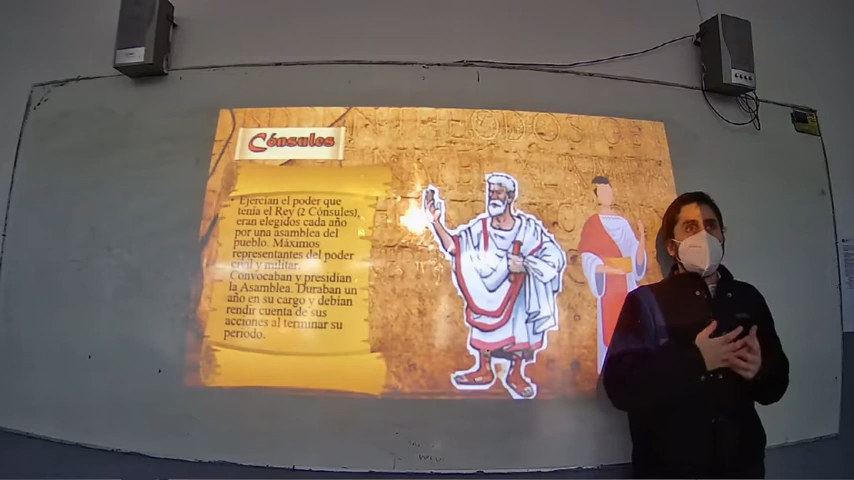 Cónsules
Ejercían el poder que
tenía el Rey (2 Cónsules),
eran elegidos cada año
por una asamblea del
pueblo. Máximos
representantes del poder
civil y militar.
Convocaban y presidían
la Asamblea. Duraban un
año en su cargo y debían
rendir cuenta de sus
acciones al terminar su
periodo.